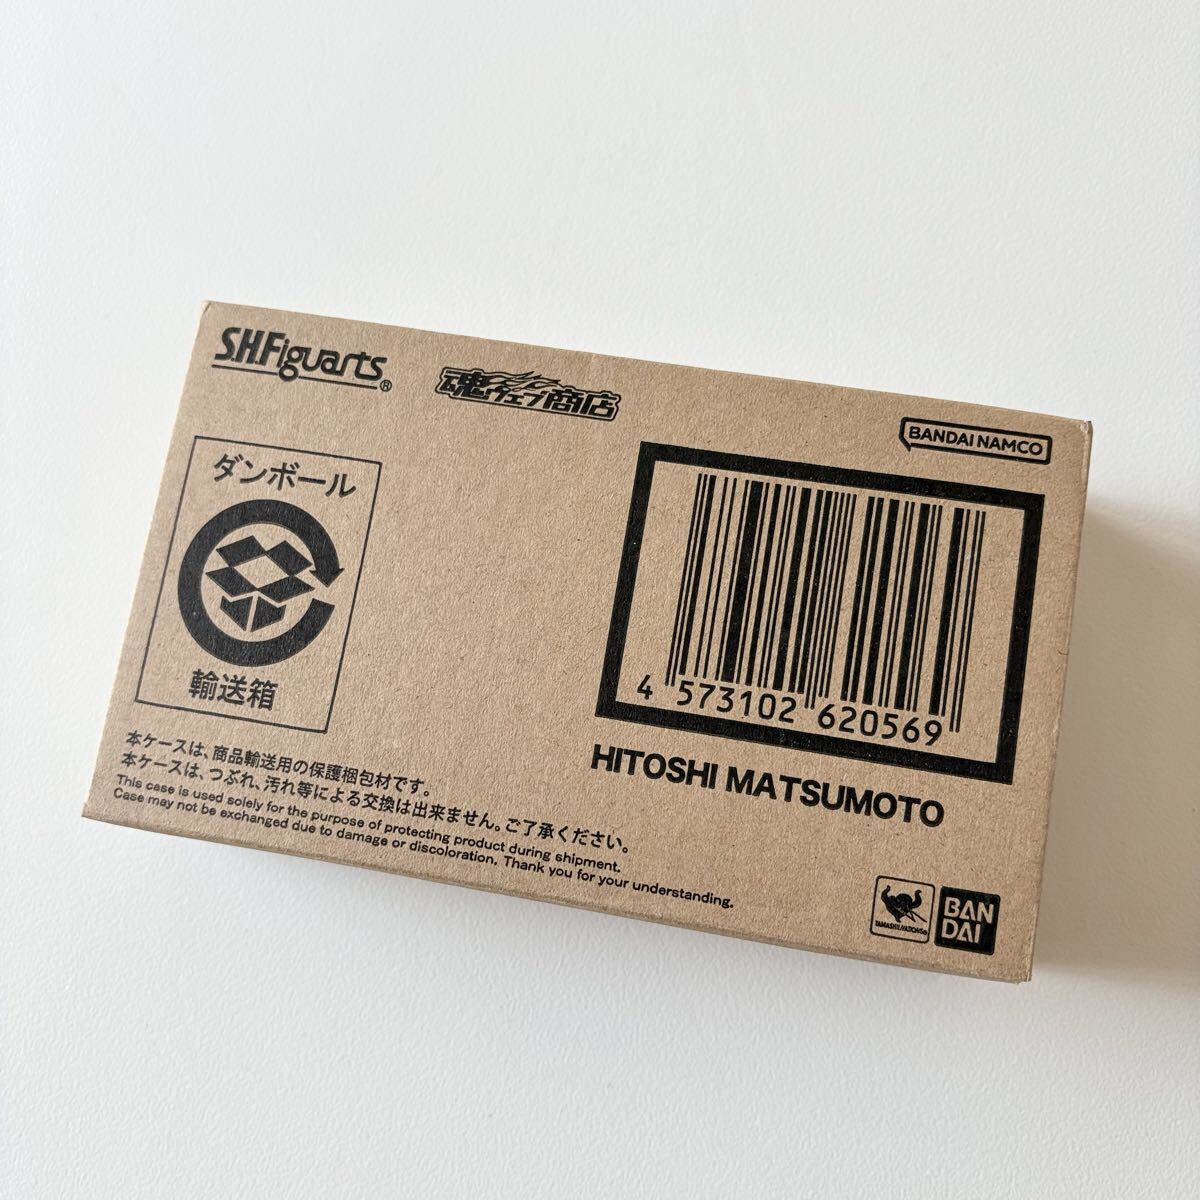 S.H.Figuarts®
魂ウェブ商店
BANDAI NAMCO
ダンボール
輸送箱
4 573102 620569
HITOSHI MATSUMOTO
本ケースは、商品輸送用の保護梱包材です。
本ケースは、つぶれ、汚れ等による交換は出来ません。ご了承ください。
This case is used solely for the purpose of protecting product during shipment.
Case may not be exchanged due to damage or discoloration. Thank you for your understanding.
TAMASHII NATIONS®
BAN
DAI